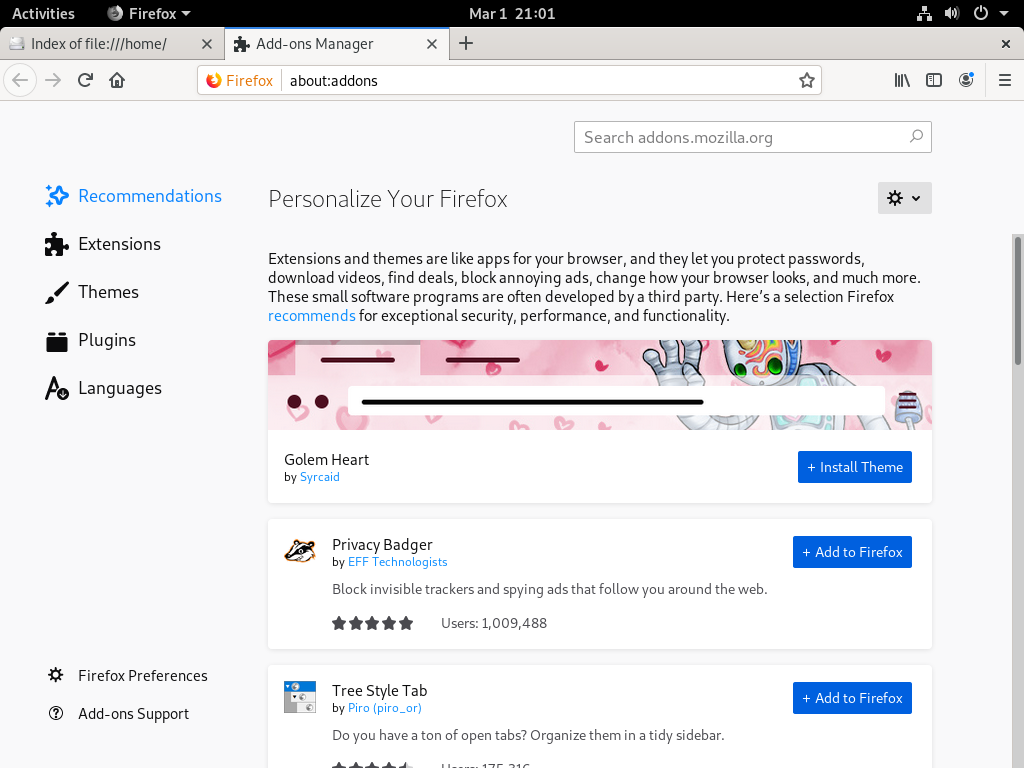 Activities
Firefox
Mar 1 21:01
Index of file:///home/
Add-ons Manager
Firefox
about:addons
Search addons.mozilla.org
Recommendations
Extensions
Themes
Plugins
Languages
Firefox Preferences
Add-ons Support
Personalize Your Firefox
Extensions and themes are like apps for your browser, and they let you protect passwords,
download videos, find deals, block annoying ads, change how your browser looks, and much more.
These small software programs are often developed by a third party. Here’s a selection Firefox
recommends for exceptional security, performance, and functionality.
Golem Heart
by Syrcaid
+ Install Theme
Privacy Badger
by EFF Technologists
+ Add to Firefox
Block invisible trackers and spying ads that follow you around the web.
Users: 1,009,488
Tree Style Tab
by Piro (piro_or)
+ Add to Firefox
Do you have a ton of open tabs? Organize them in a tidy sidebar.
Users: 175,316